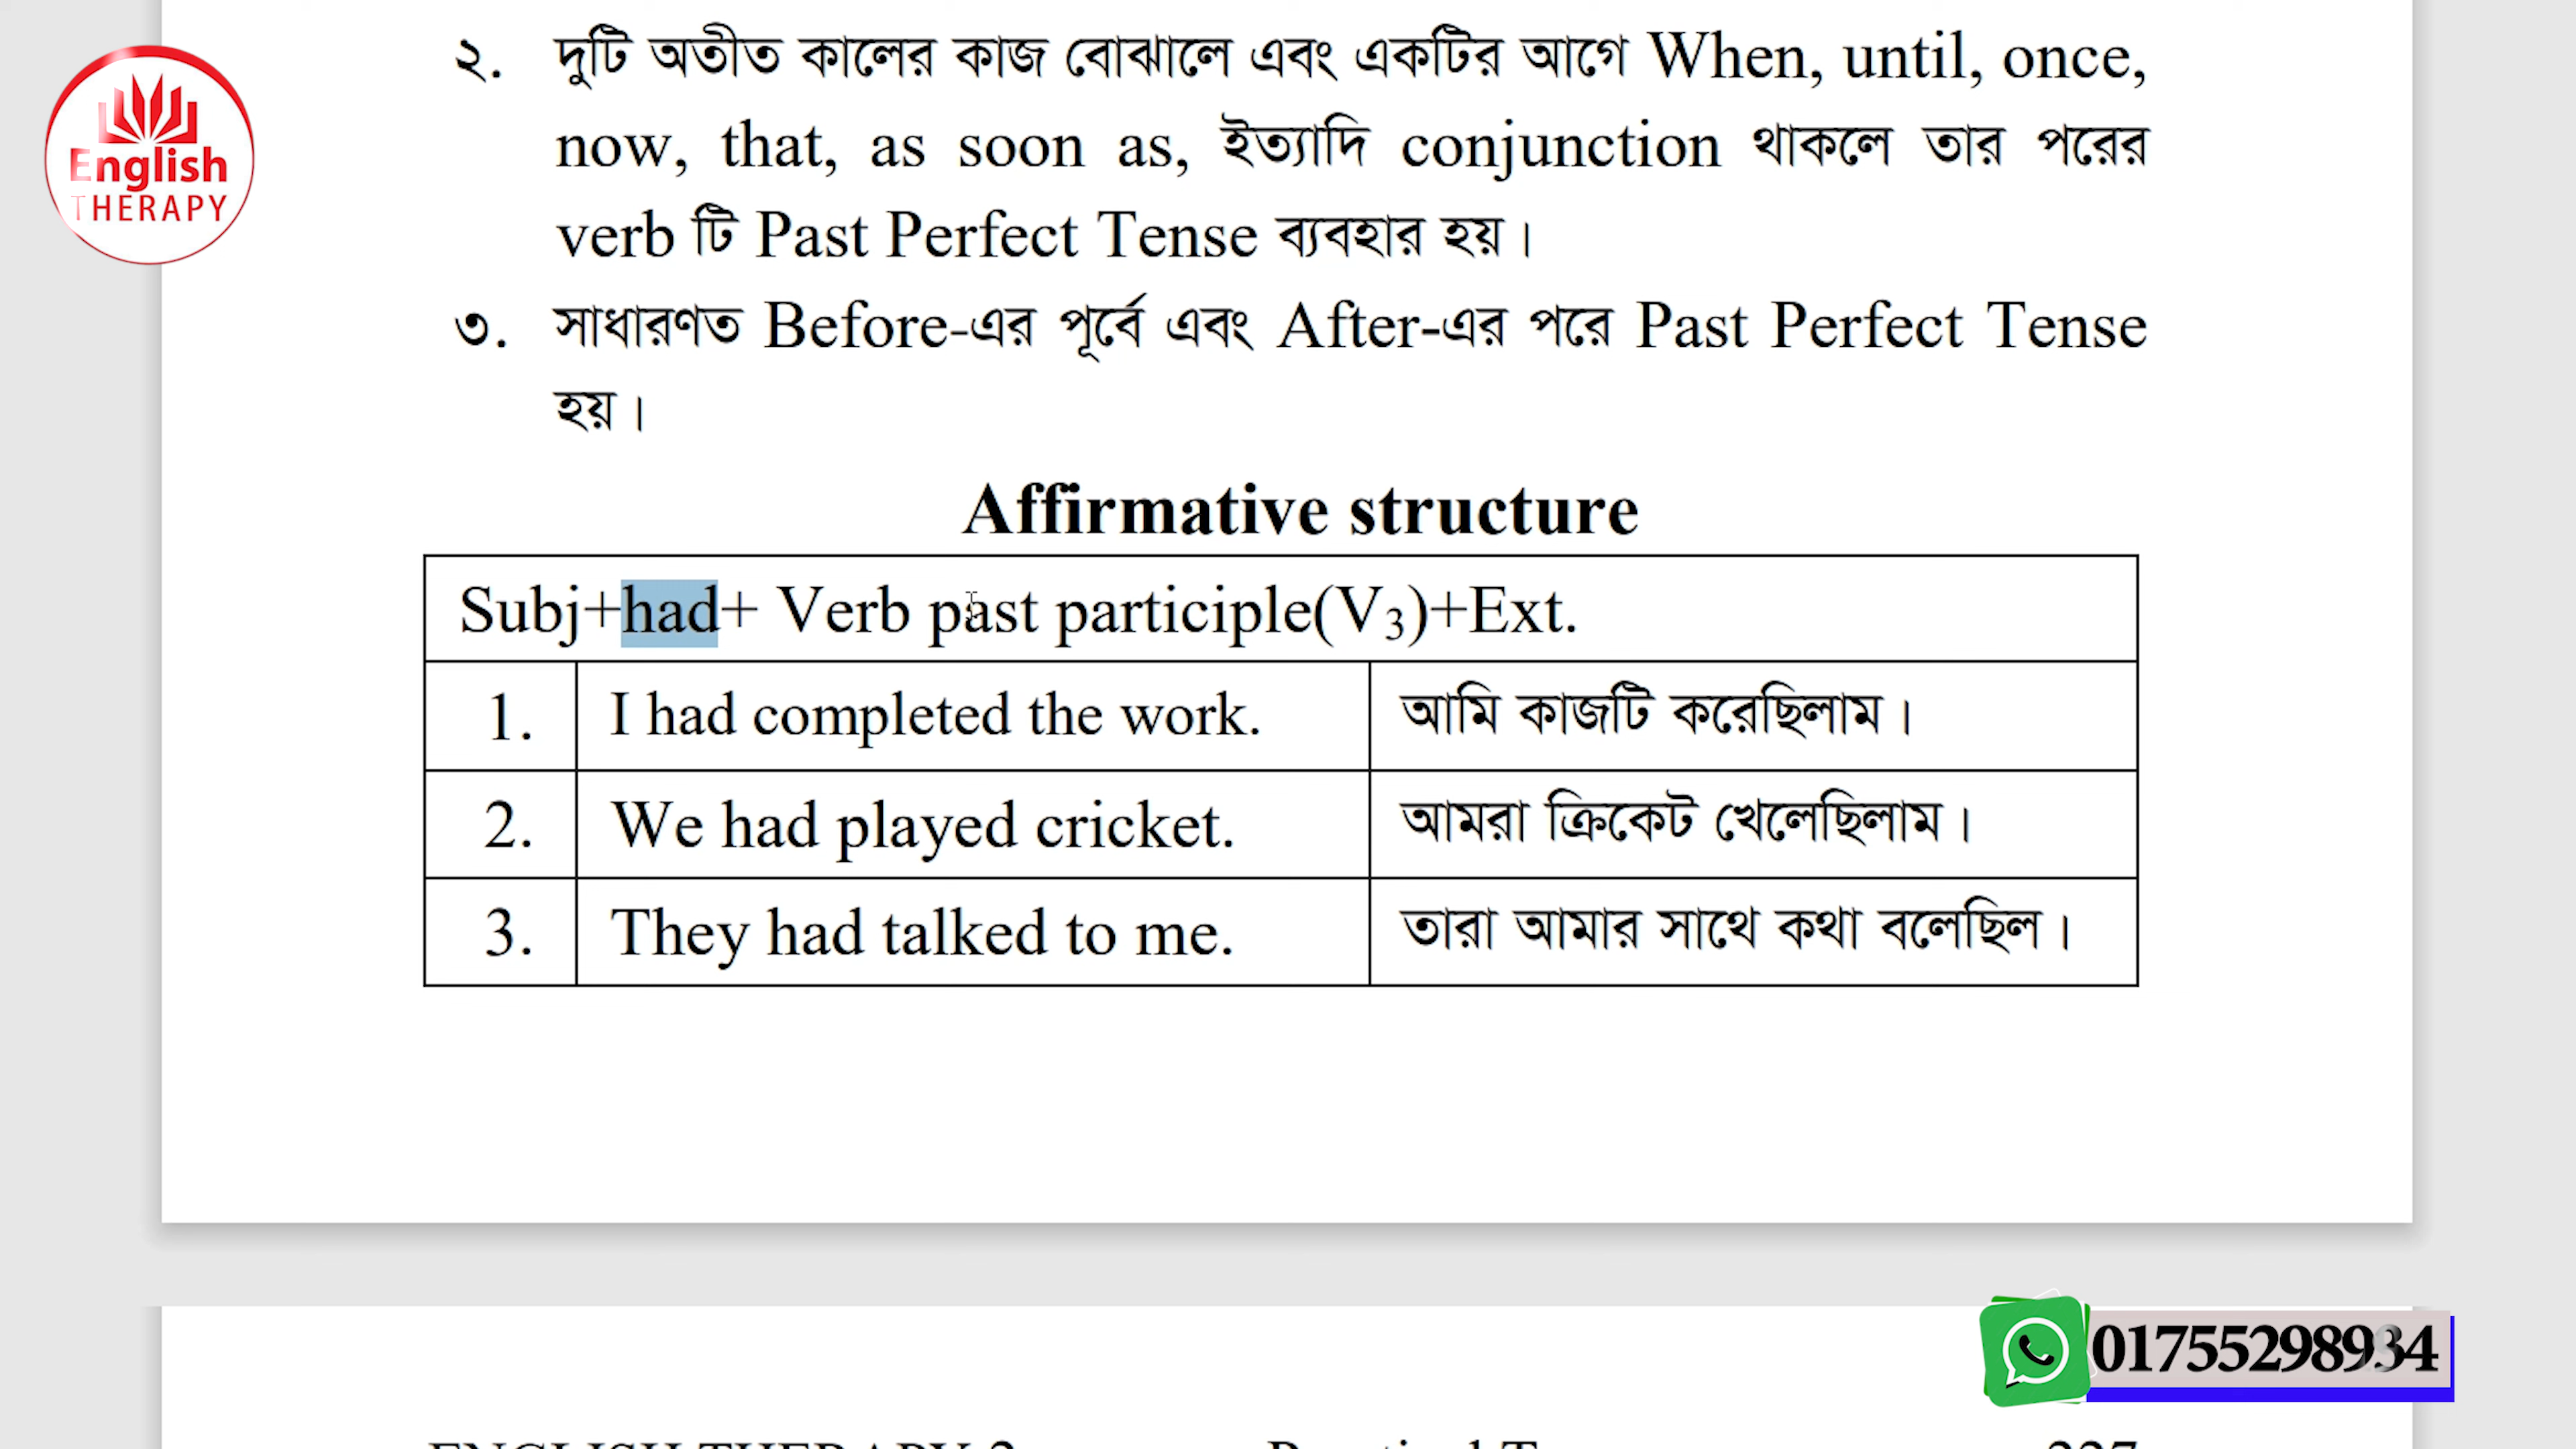 ২. দুটি অতীত কালের কাজ বোঝালে এবং একটির আগে When, until, once,
now, that, as soon as, ইত্যাদি conjunction থাকলে তার পরের
verb টি Past Perfect Tense ব্যবহার হয়।
৩. সাধারণত Before-এর পূর্বে এবং After-এর পরে Past Perfect Tense
হয়।
English
THERAPY
Affirmative structure
Subj+had+ Verb past participle(V₃)+Ext.
1. I had completed the work. আমি কাজটি করেছিলাম।
2. We had played cricket. আমরা ক্রিকেট খেলেছিলাম।
3. They had talked to me. তারা আমার সাথে কথা বলেছিল।
01755298934
ENGLISH THERAPY